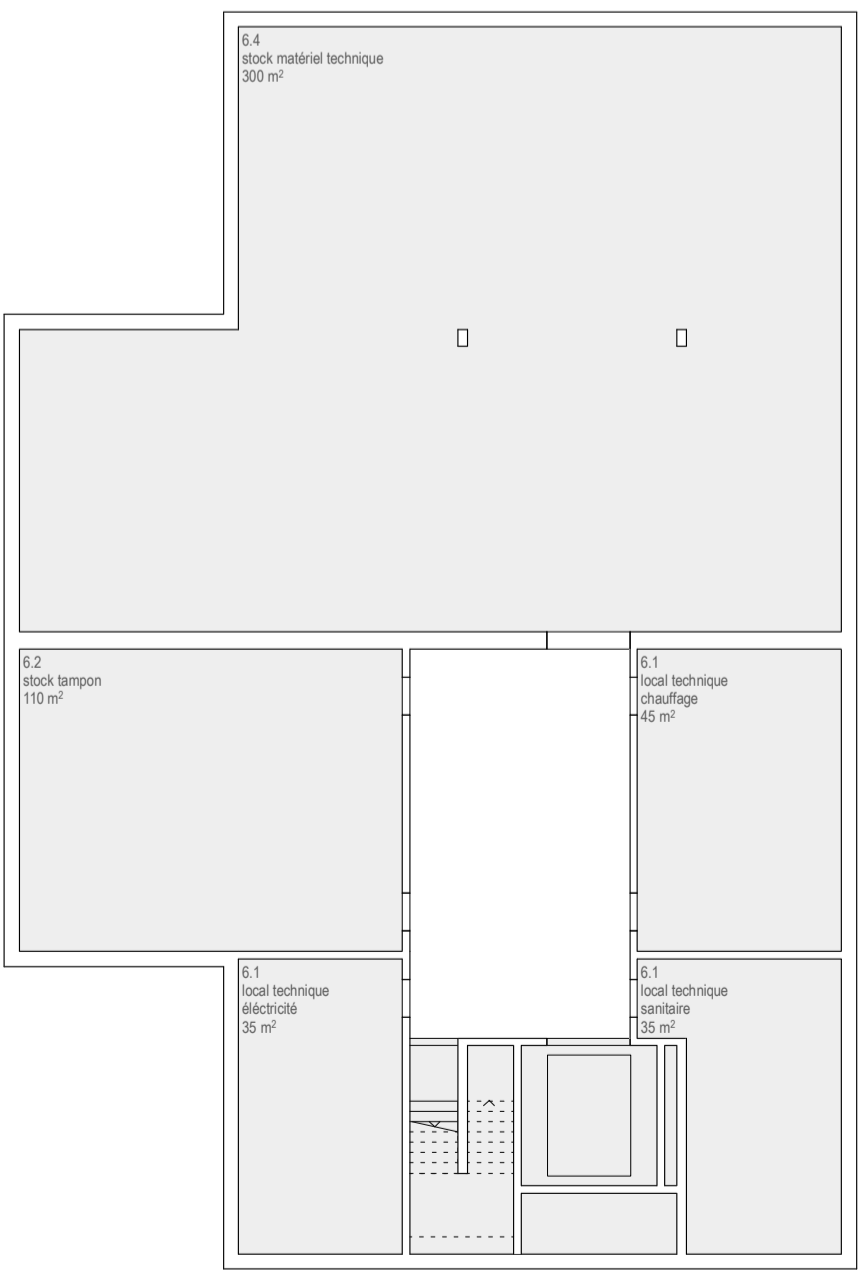 6.4
stock matériel technique
300 m²
6.2
stock tampon
110 m²
6.1
local technique
chauffage
45 m²
6.1
local technique
éléctricité
35 m²
6.1
local technique
sanitaire
35 m²